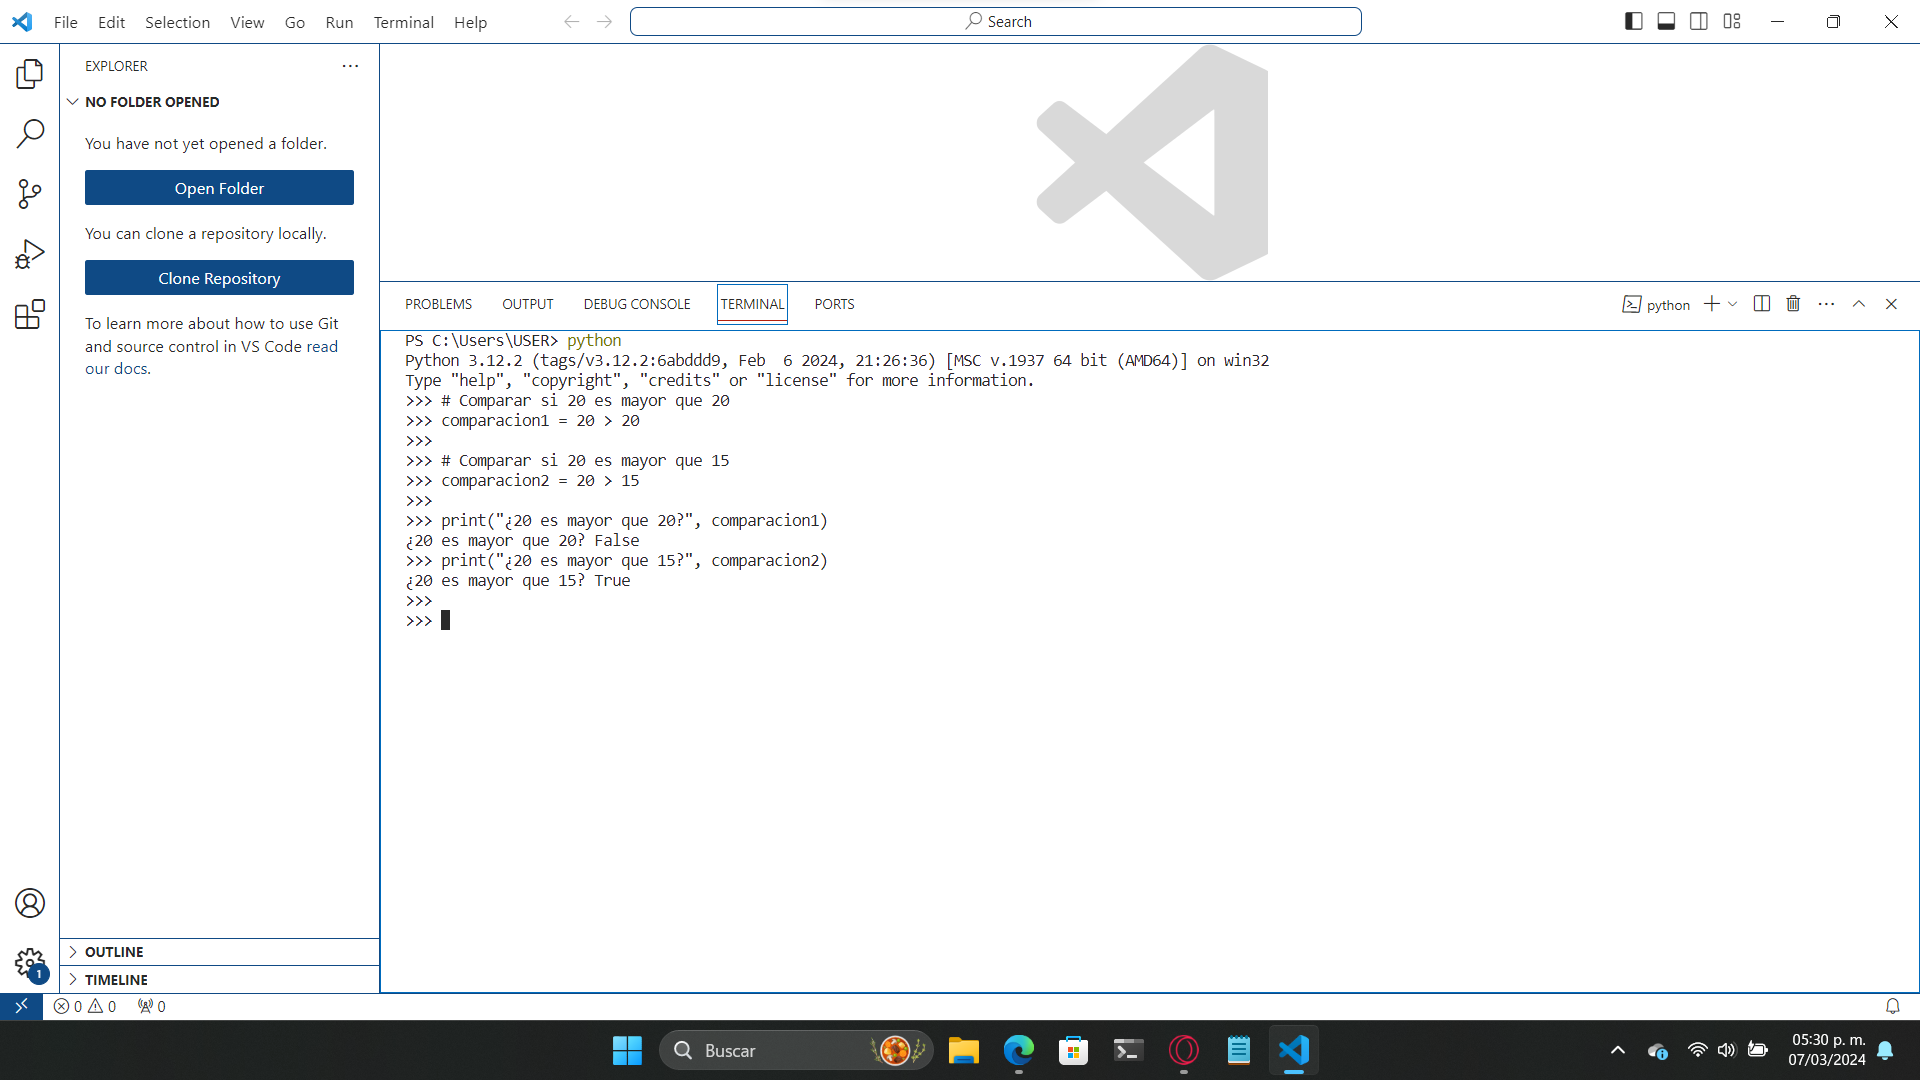 File Edit Selection View Go Run Terminal Help
Search
EXPLORER
NO FOLDER OPENED
You have not yet opened a folder.
Open Folder
You can clone a repository locally.
Clone Repository
To learn more about how to use Git
and source control in VS Code read
our docs.
OUTLINE
TIMELINE
PROBLEMS OUTPUT DEBUG CONSOLE TERMINAL PORTS
python
PS C:\Users\USER> python
Python 3.12.2 (tags/v3.12.2:6abddd9, Feb  6 2024, 21:26:36) [MSC v.1937 64 bit (AMD64)] on win32
Type "help", "copyright", "credits" or "license" for more information.
>>> # Comparar si 20 es mayor que 20
>>> comparacion1 = 20 > 20
>>>
>>> # Comparar si 20 es mayor que 15
>>> comparacion2 = 20 > 15
>>>
>>> print("¿20 es mayor que 20?", comparacion1)
¿20 es mayor que 20? False
>>> print("¿20 es mayor que 15?", comparacion2)
¿20 es mayor que 15? True
>>>
>>>
1
0 0 0
Buscar
05:30 p. m.
07/03/2024